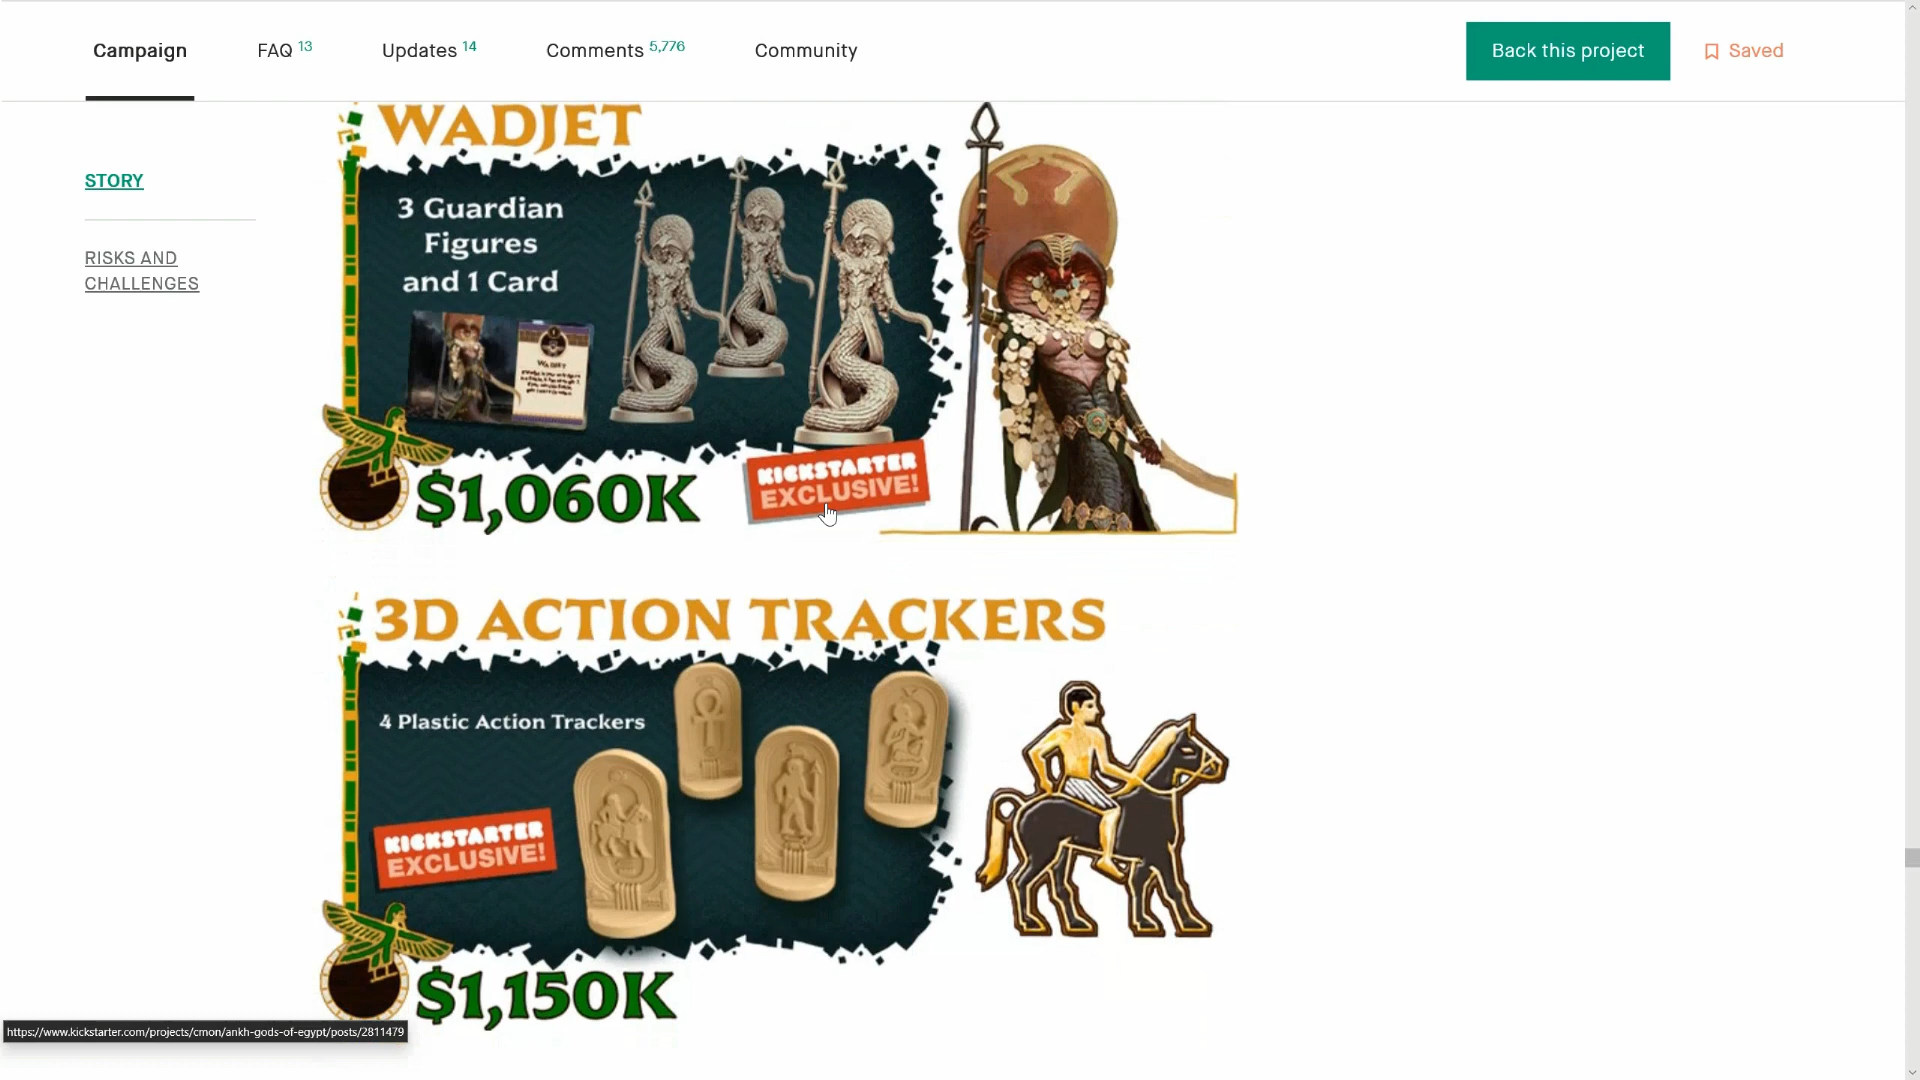 Campaign
FAQ 13
Updates 14
Comments 5,776
Community
Back this project
Saved
STORY
RISKS AND
CHALLENGES
WADJET
3 Guardian
Figures
and 1 Card
WADJET
$1,060K
KICKSTARTER
EXCLUSIVE!
3D ACTION TRACKERS
4 Plastic Action Trackers
KICKSTARTER
EXCLUSIVE!
$1,150K
https://www.kickstarter.com/projects/cmon/ankh-gods-of-egypt/posts/2811479